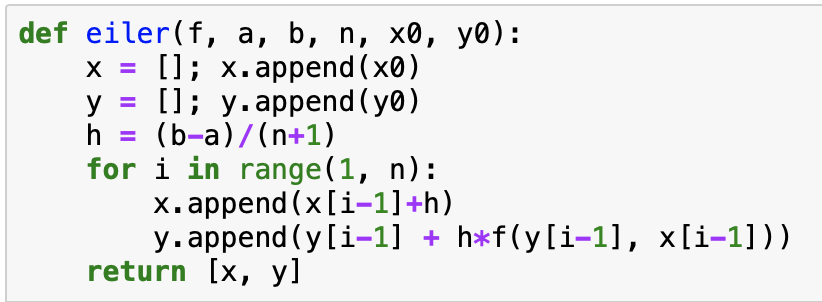 def eiler(f, a, b, n, x0, y0):
    x = []; x.append(x0)
    y = []; y.append(y0)
    h = (b-a)/(n+1)
    for i in range(1, n):
        x.append(x[i-1]+h)
        y.append(y[i-1] + h*f(y[i-1], x[i-1]))
    return [x, y]